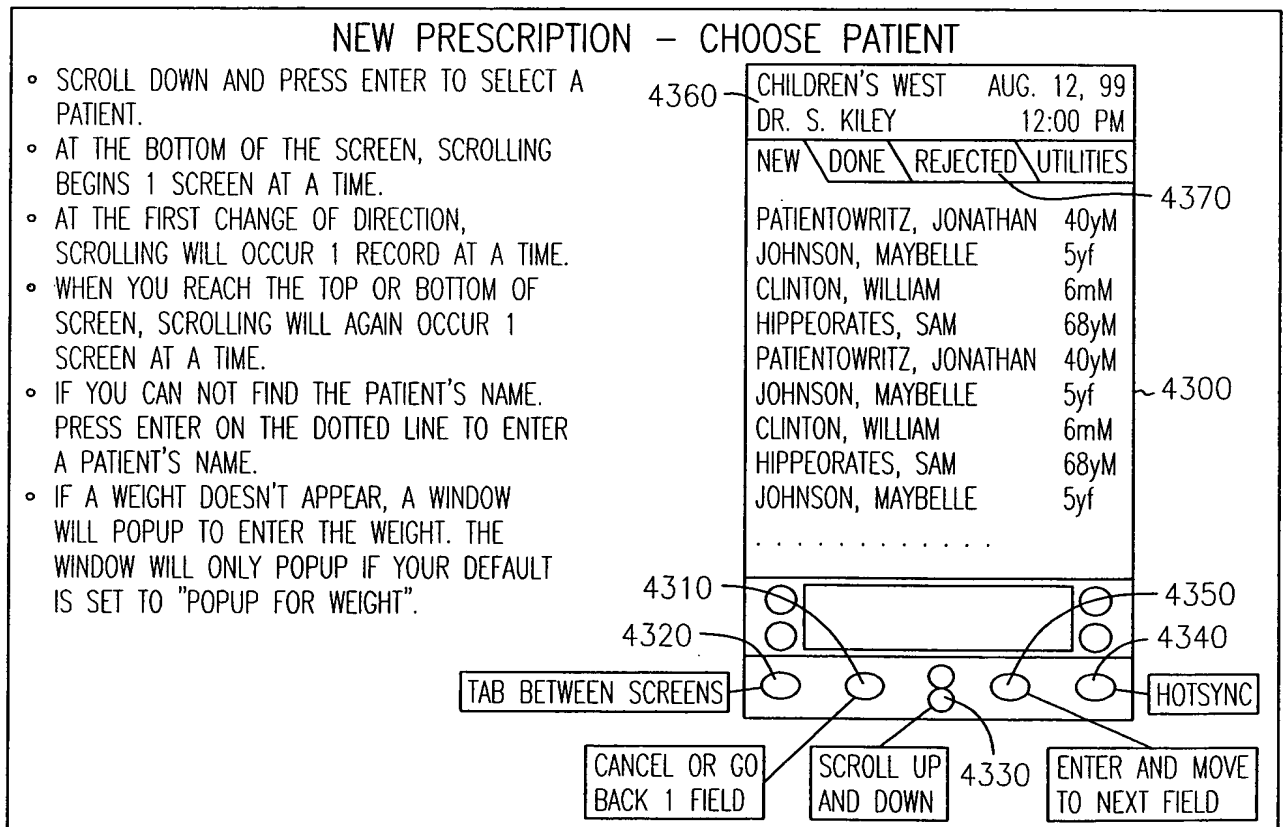 NEW PRESCRIPTION – CHOOSE PATIENT
∘ SCROLL DOWN AND PRESS ENTER TO SELECT A
PATIENT.
∘ AT THE BOTTOM OF THE SCREEN, SCROLLING
BEGINS 1 SCREEN AT A TIME.
∘ AT THE FIRST CHANGE OF DIRECTION,
SCROLLING WILL OCCUR 1 RECORD AT A TIME.
∘ WHEN YOU REACH THE TOP OR BOTTOM OF
SCREEN, SCROLLING WILL AGAIN OCCUR 1
SCREEN AT A TIME.
∘ IF YOU CAN NOT FIND THE PATIENT'S NAME.
PRESS ENTER ON THE DOTTED LINE TO ENTER
A PATIENT'S NAME.
∘ IF A WEIGHT DOESN'T APPEAR, A WINDOW
WILL POPUP TO ENTER THE WEIGHT. THE
WINDOW WILL ONLY POPUP IF YOUR DEFAULT
IS SET TO "POPUP FOR WEIGHT".
4360
CHILDREN'S WEST AUG. 12, 99
DR. S. KILEY 12:00 PM
NEW DONE REJECTED UTILITIES
4370
PATIENTOWRITZ, JONATHAN 40yM
JOHNSON, MAYBELLE 5yf
CLINTON, WILLIAM 6mM
HIPPEORATES, SAM 68yM
PATIENTOWRITZ, JONATHAN 40yM
JOHNSON, MAYBELLE 5yf
4300
CLINTON, WILLIAM 6mM
HIPPEORATES, SAM 68yM
JOHNSON, MAYBELLE 5yf
. . . . . . . . . . . .
4310
4350
4320
4340
TAB BETWEEN SCREENS
HOTSYNC
CANCEL OR GO
BACK 1 FIELD
SCROLL UP
AND DOWN
4330
ENTER AND MOVE
TO NEXT FIELD